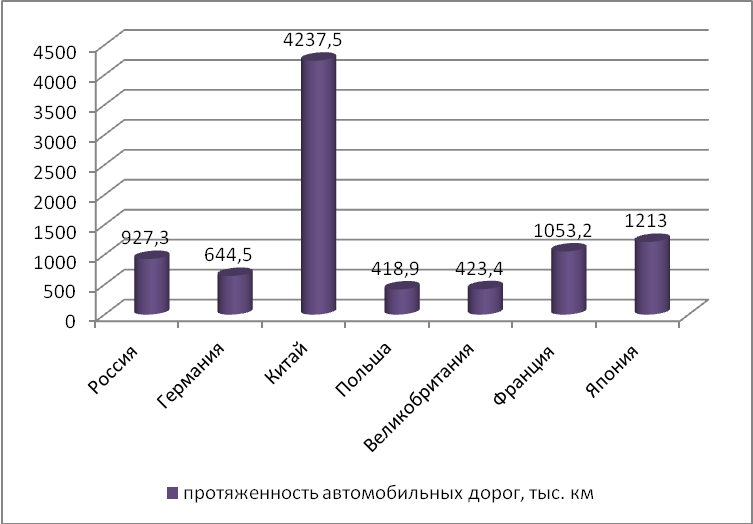 4500
4000
3500
3000
2500
2000
1500
1000
500
0
927,3
644,5
4237,5
418,9
423,4
1053,2
1213
Россия
Германия
Китай
Польша
Великобритания
Франция
Япония
протяженность автомобильных дорог, тыс. км